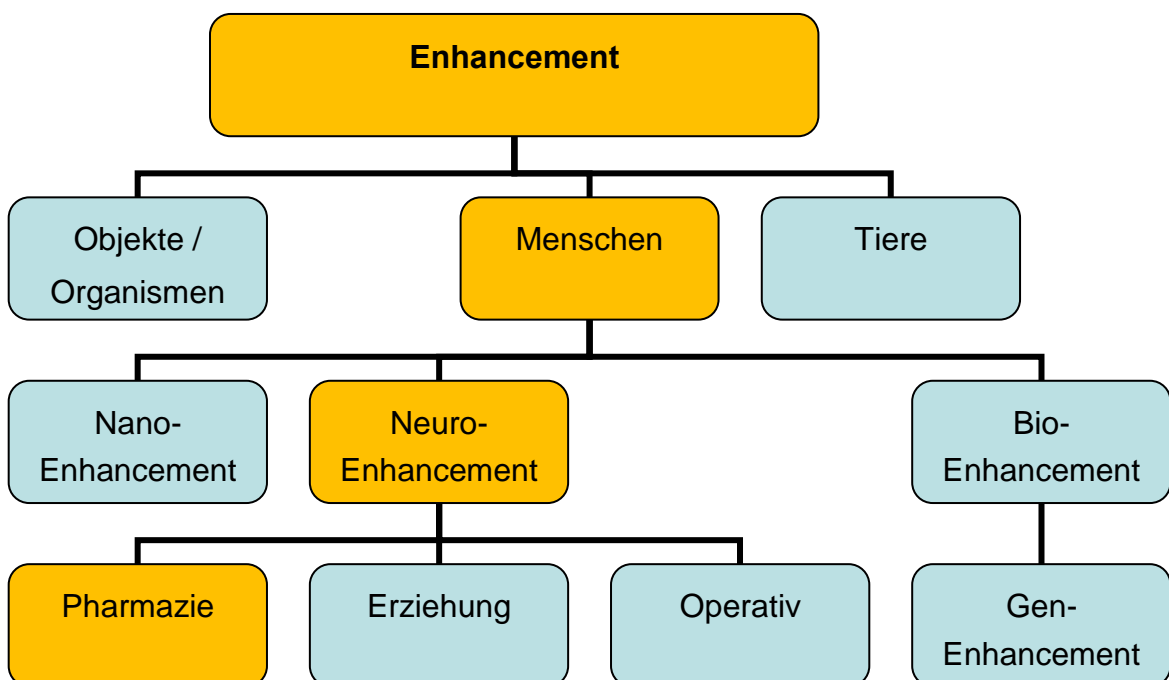 Enhancement
Objekte /
Organismen
Menschen
Tiere
Nano-
Enhancement
Neuro-
Enhancement
Bio-
Enhancement
Pharmazie
Erziehung
Operativ
Gen-
Enhancement